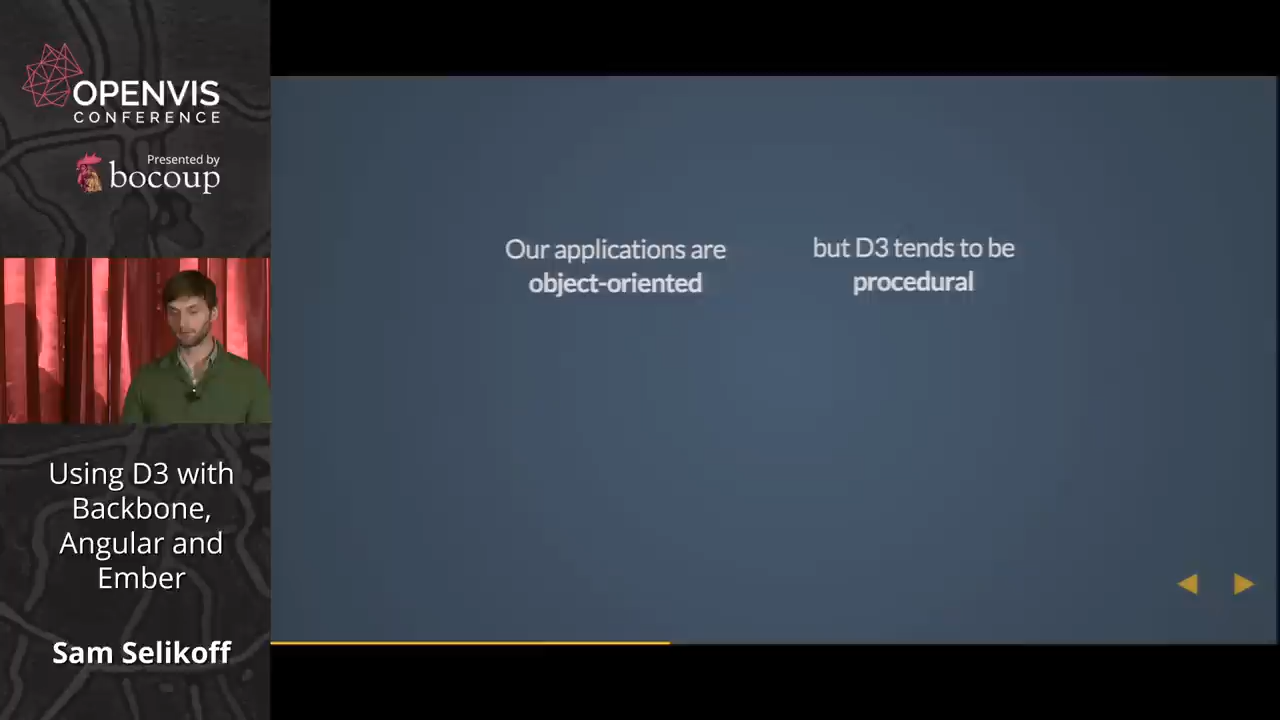 OPENVIS
CONFERENCE
Presented by
bocoup
Using D3 with
Backbone,
Angular and
Ember
Sam Selikoff
Our applications are
object-oriented
but D3 tends to be
procedural